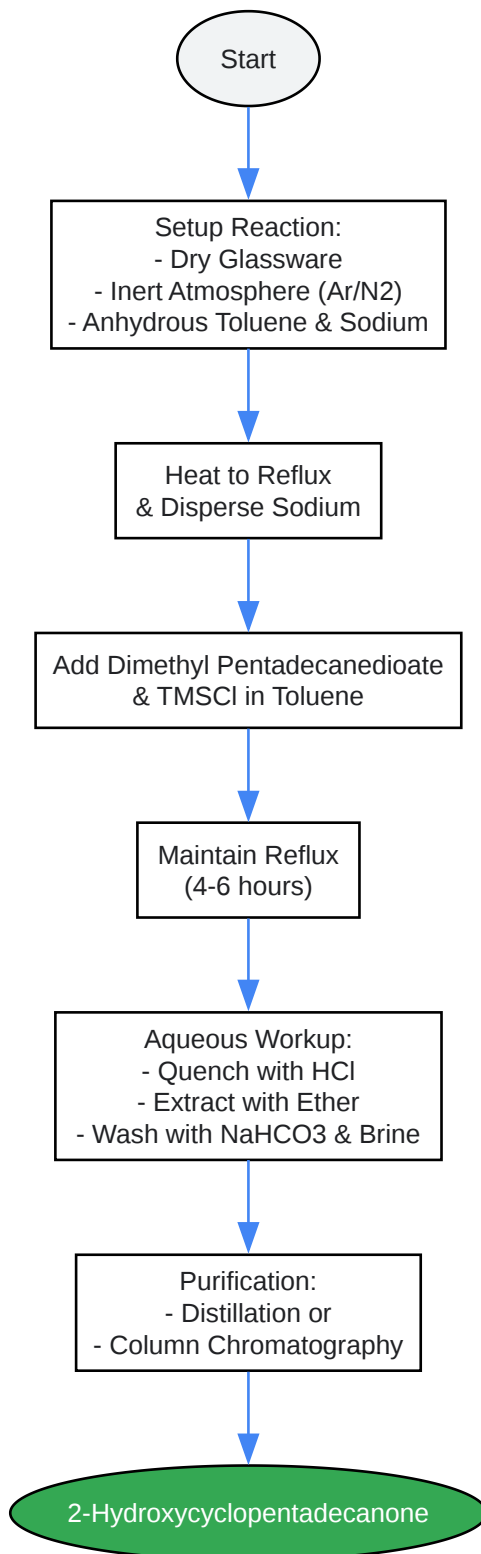 Start
Setup Reaction:
- Dry Glassware
- Inert Atmosphere (Ar/N2)
- Anhydrous Toluene & Sodium
Heat to Reflux
& Disperse Sodium
Add Dimethyl Pentadecanedioate
& TMSCl in Toluene
Maintain Reflux
(4-6 hours)
Aqueous Workup:
- Quench with HCl
- Extract with Ether
- Wash with NaHCO3 & Brine
Purification:
- Distillation or
- Column Chromatography
2-Hydroxycyclopentadecanone